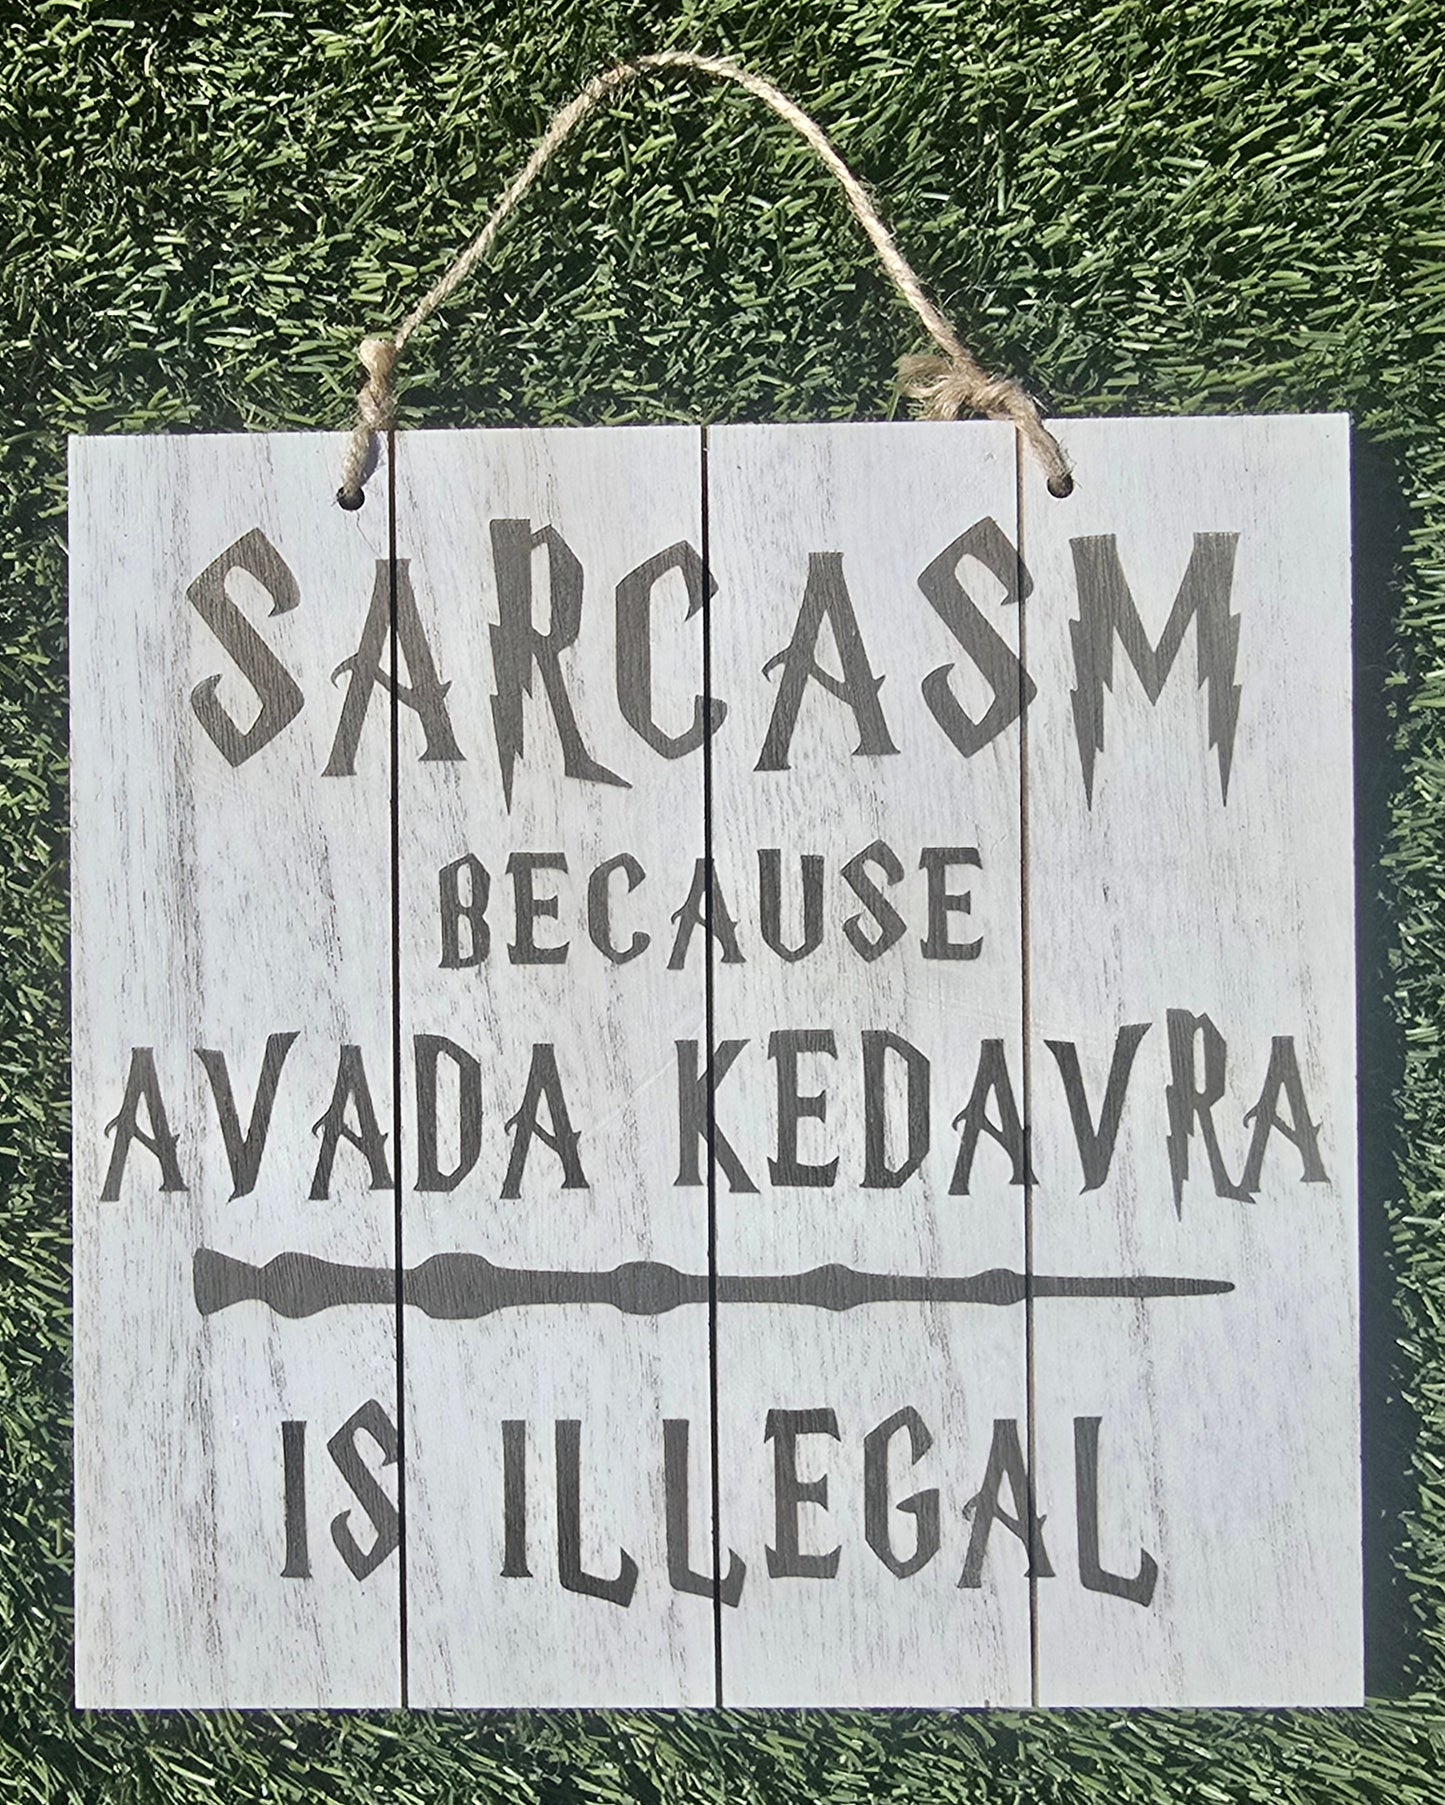 SARCASM
BECAUSE
AVADA KEDAVRA
IS ILLEGAL